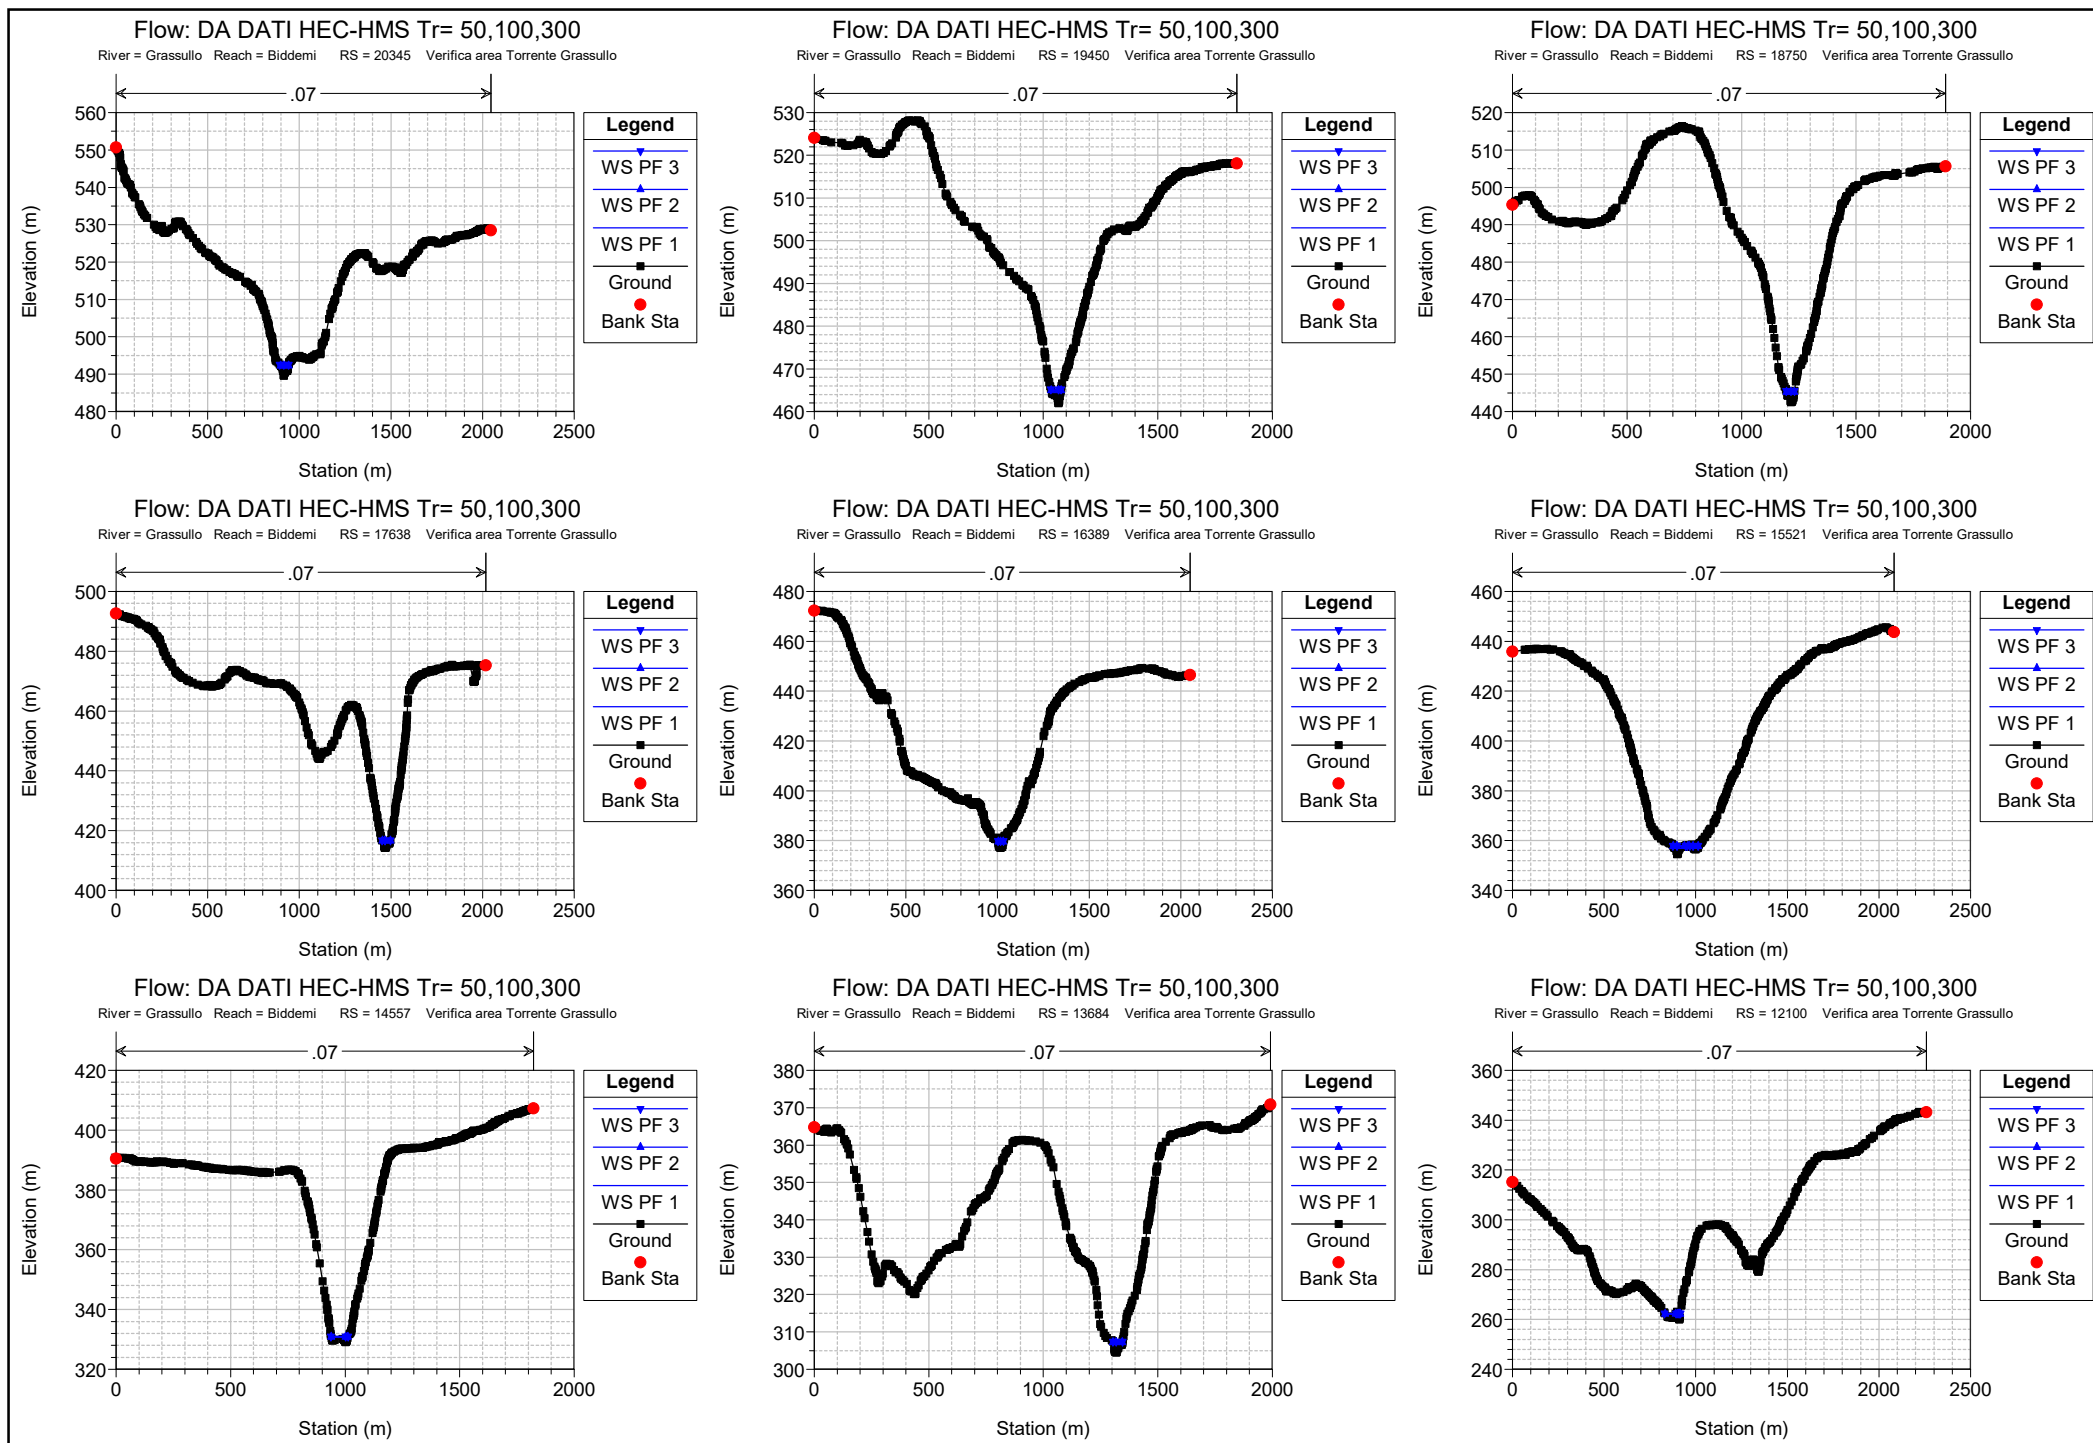 Flow: DA DATI HEC-HMS Tr= 50,100,300
River = Grassullo Reach = Biddemi RS = 20345 Verifica area Torrente Grassullo
.07
560
550
540
530
520
510
500
490
480
0 500 1000 1500 2000 2500
Elevation (m)
Station (m)
Legend
WS PF 3
WS PF 2
WS PF 1
Ground
Bank Sta
Flow: DA DATI HEC-HMS Tr= 50,100,300
River = Grassullo Reach = Biddemi RS = 19450 Verifica area Torrente Grassullo
.07
530
520
510
500
490
480
470
460
0 500 1000 1500 2000
Elevation (m)
Station (m)
Legend
WS PF 3
WS PF 2
WS PF 1
Ground
Bank Sta
Flow: DA DATI HEC-HMS Tr= 50,100,300
River = Grassullo Reach = Biddemi RS = 18750 Verifica area Torrente Grassullo
.07
520
510
500
490
480
470
460
450
440
0 500 1000 1500 2000
Elevation (m)
Station (m)
Legend
WS PF 3
WS PF 2
WS PF 1
Ground
Bank Sta
Flow: DA DATI HEC-HMS Tr= 50,100,300
River = Grassullo Reach = Biddemi RS = 17638 Verifica area Torrente Grassullo
.07
500
480
460
440
420
400
0 500 1000 1500 2000 2500
Elevation (m)
Station (m)
Legend
WS PF 3
WS PF 2
WS PF 1
Ground
Bank Sta
Flow: DA DATI HEC-HMS Tr= 50,100,300
River = Grassullo Reach = Biddemi RS = 16389 Verifica area Torrente Grassullo
.07
480
460
440
420
400
380
360
0 500 1000 1500 2000 2500
Elevation (m)
Station (m)
Legend
WS PF 3
WS PF 2
WS PF 1
Ground
Bank Sta
Flow: DA DATI HEC-HMS Tr= 50,100,300
River = Grassullo Reach = Biddemi RS = 15521 Verifica area Torrente Grassullo
.07
460
440
420
400
380
360
340
0 500 1000 1500 2000 2500
Elevation (m)
Station (m)
Legend
WS PF 3
WS PF 2
WS PF 1
Ground
Bank Sta
Flow: DA DATI HEC-HMS Tr= 50,100,300
River = Grassullo Reach = Biddemi RS = 14557 Verifica area Torrente Grassullo
.07
420
400
380
360
340
320
0 500 1000 1500 2000
Elevation (m)
Station (m)
Legend
WS PF 3
WS PF 2
WS PF 1
Ground
Bank Sta
Flow: DA DATI HEC-HMS Tr= 50,100,300
River = Grassullo Reach = Biddemi RS = 13684 Verifica area Torrente Grassullo
.07
380
370
360
350
340
330
320
310
300
0 500 1000 1500 2000
Elevation (m)
Station (m)
Legend
WS PF 3
WS PF 2
WS PF 1
Ground
Bank Sta
Flow: DA DATI HEC-HMS Tr= 50,100,300
River = Grassullo Reach = Biddemi RS = 12100 Verifica area Torrente Grassullo
.07
360
340
320
300
280
260
240
0 500 1000 1500 2000 2500
Elevation (m)
Station (m)
Legend
WS PF 3
WS PF 2
WS PF 1
Ground
Bank Sta